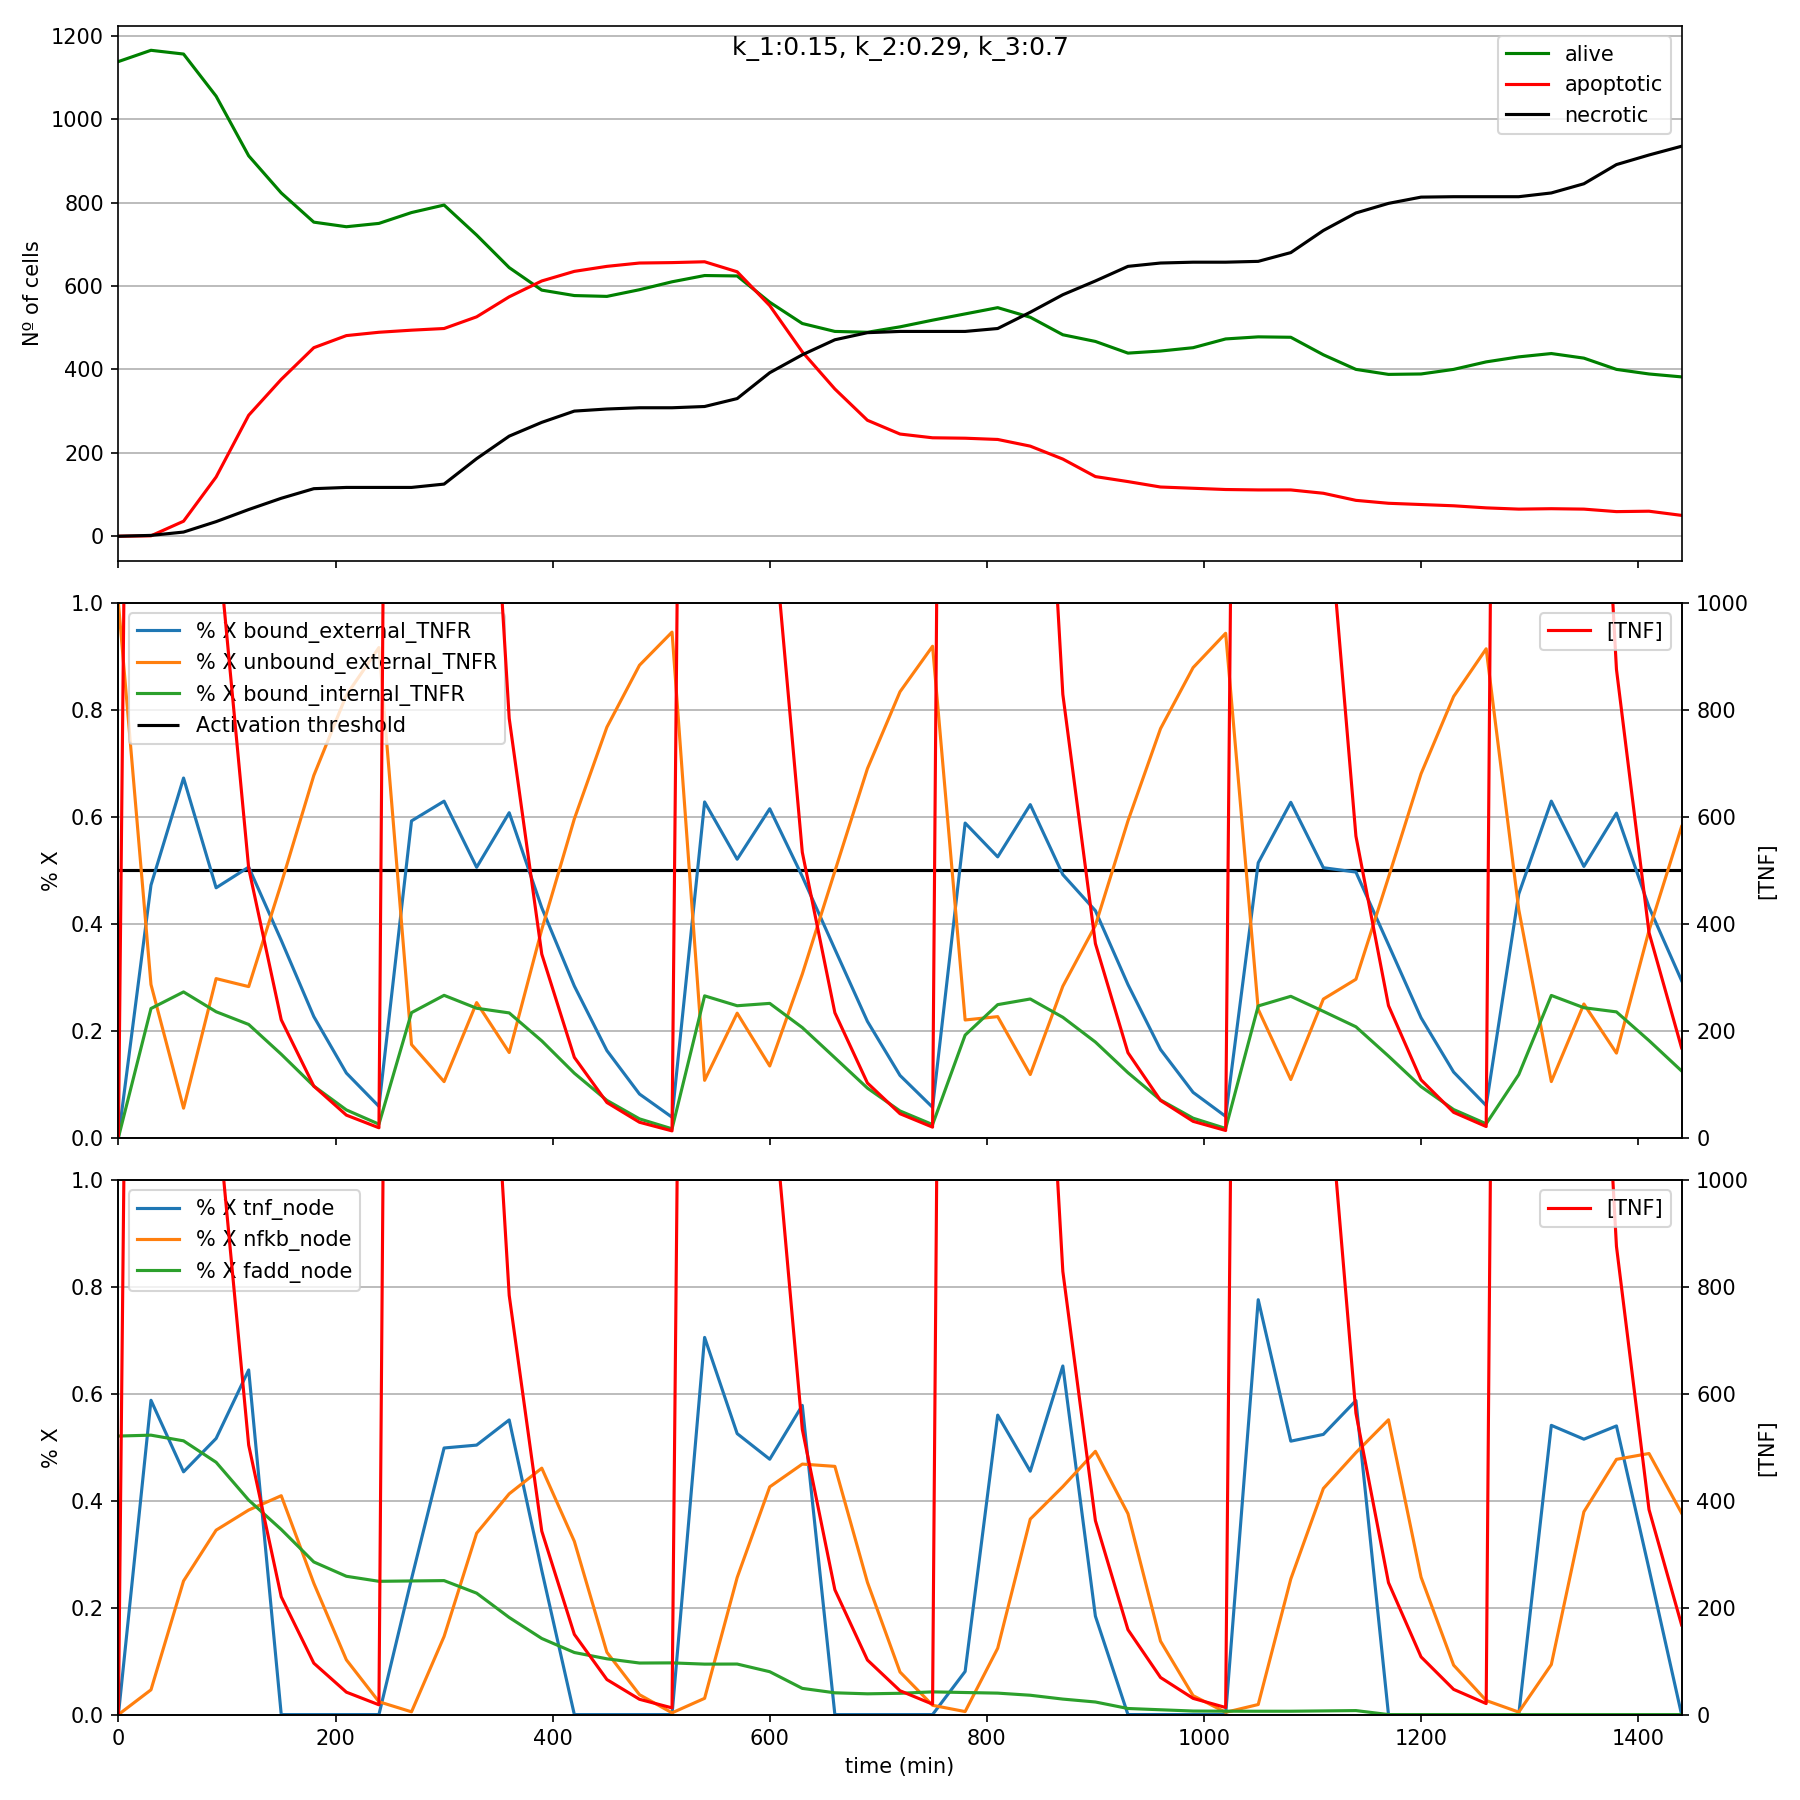 k_1:0.15, k_2:0.29, k_3:0.7
alive
apoptotic
necrotic
1200
1000
800
600
400
200
0
Nº of cells
% X bound_external_TNFR
% X unbound_external_TNFR
% X bound_internal_TNFR
Activation threshold
[TNF]
1.0
0.8
0.6
0.4
0.2
0.0
% X
1000
800
600
400
200
0
[TNF]
% X tnf_node
% X nfkb_node
% X fadd_node
[TNF]
1.0
0.8
0.6
0.4
0.2
0.0
% X
1000
800
600
400
200
0
[TNF]
0 200 400 600 800 1000 1200 1400
time (min)